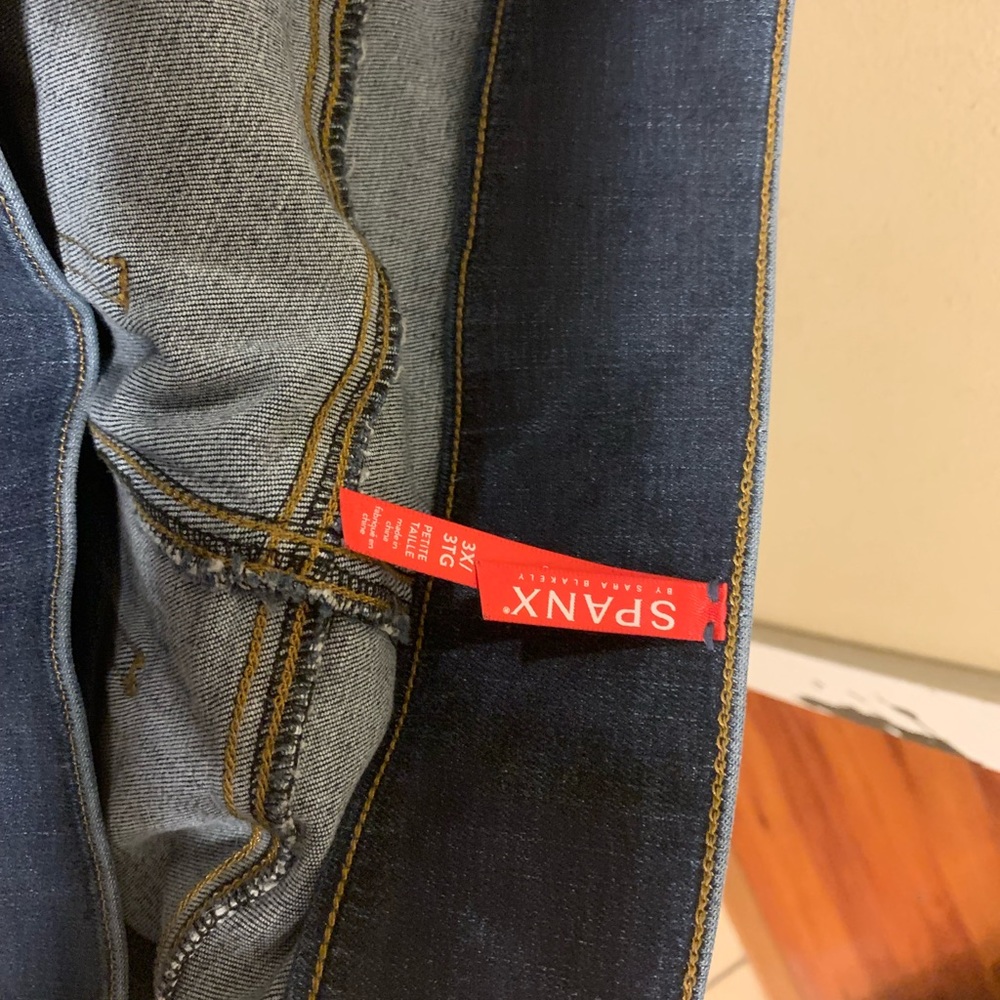 SPANX®
BY SARA BLAKELY
3X/
3TG
PETITE
TAILLE
made in
china
fabriqué en
chine